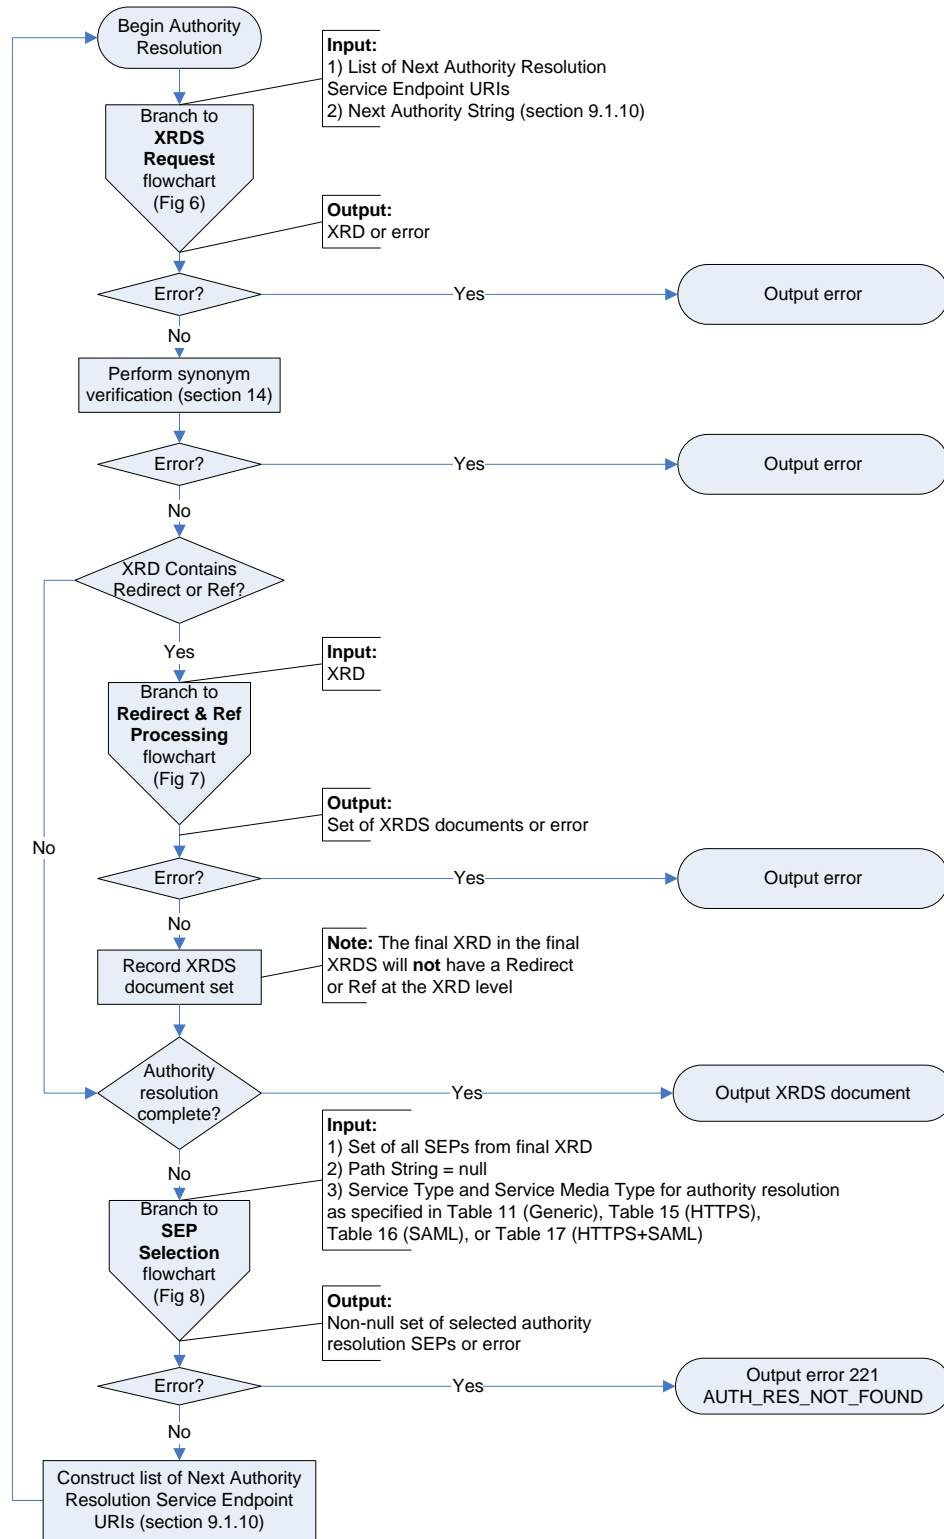 Begin Authority
Resolution
Input:
1) List of Next Authority Resolution
Service Endpoint URIs
2) Next Authority String (section 9.1.10)
Branch to
XRDS
Request
flowchart
(Fig 6)
Output:
XRD or error
Error?
Yes
Output error
No
Perform synonym
verification (section 14)
Error?
Yes
Output error
No
XRD Contains
Redirect or Ref?
Yes
Input:
XRD
Branch to
Redirect & Ref
Processing
flowchart
(Fig 7)
Output:
Set of XRDS documents or error
No
Error?
Yes
Output error
No
Note: The final XRD in the final
XRDS will not have a Redirect
or Ref at the XRD level
Record XRDS
document set
Authority
resolution
complete?
Yes
Output XRDS document
Input:
1) Set of all SEPs from final XRD
2) Path String = null
3) Service Type and Service Media Type for authority resolution
as specified in Table 11 (Generic), Table 15 (HTTPS),
Table 16 (SAML), or Table 17 (HTTPS+SAML)
No
Branch to
SEP
Selection
flowchart
(Fig 8)
Output:
Non-null set of selected authority
resolution SEPs or error
Error?
Yes
Output error 221
AUTH_RES_NOT_FOUND
No
Construct list of Next Authority
Resolution Service Endpoint
URIs (section 9.1.10)